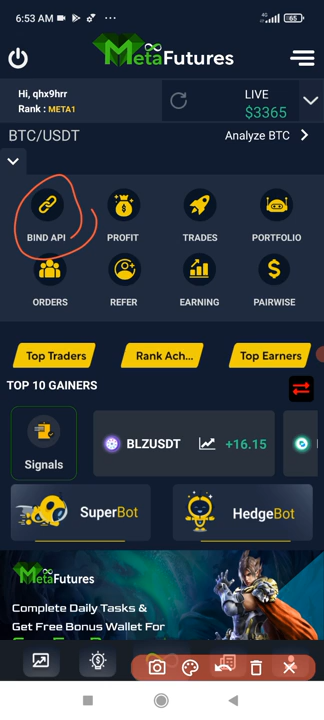 6:53 AM
4G
65
MetaFutures
Hi, qhx9hrr
Rank : META1
LIVE
$3365
BTC/USDT
Analyze BTC
BIND API
PROFIT
TRADES
PORTFOLIO
ORDERS
REFER
EARNING
PAIRWISE
Top Traders
Rank Ach...
Top Earners
TOP 10 GAINERS
Signals
BLZUSDT
+16.15
SuperBot
HedgeBot
MetaFutures
Complete Daily Tasks &
Get Free Bonus Wallet For